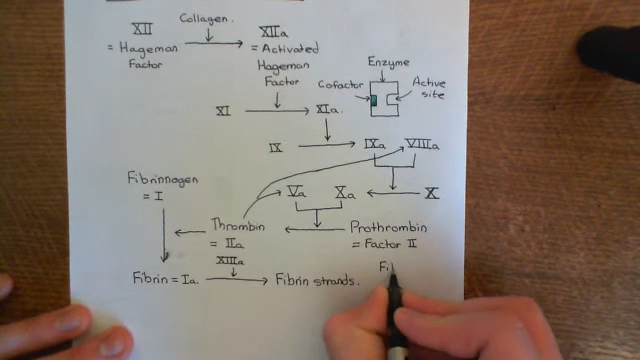 XII
Collagen.
XIIa
= Hageman
Factor
= Activated
Hageman
Factor
Enzyme
Cofactor
Active
site
XI
XIa.
IX
IXa
VIIIa
Fibrinnogen
= I
Va
Xa
X
Thrombin
= IIa
Prothrombin
= Factor II
XIIIa
Fibrin = Ia.
Fibrin strands.
Fi